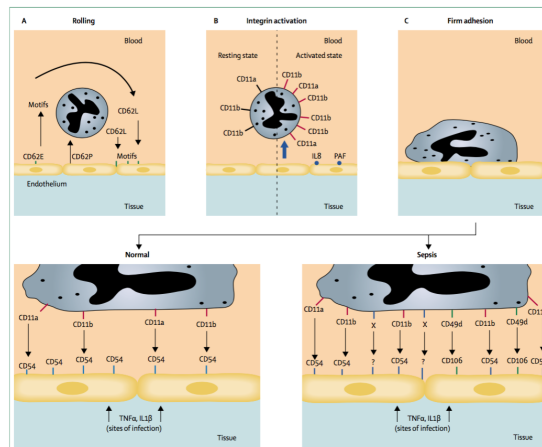 A Rolling
Blood
Motifs
CD62L
CD62L
CD62E
CD62P
Motifs
Endothelium
Tissue
B Integrin activation
Blood
Resting state
Activated state
CD11a
CD11b
CD11a
CD11b
CD11b
CD11b
CD11b
CD11b
CD11a
IL8
PAF
Tissue
C Firm adhesion
Blood
Tissue
Normal
CD11a
CD11b
CD11a
CD11b
CD54
CD54
CD54
CD54
CD54
TNFα, IL1β
(sites of infection)
Tissue
Sepsis
CD11a
CD11b
X
CD11b
X
CD49d
CD11b
CD49d
CD11
CD54
CD54
?
CD54
?
CD106
CD54
CD106
CD5
TNFα, IL1β
(sites of infection)
Tissue